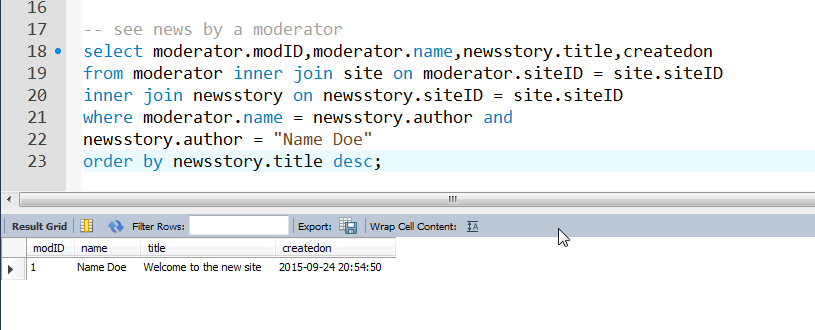 16
17 -- see news by a moderator
18 select moderator.modID,moderator.name,newsstory.title,createdon
19 from moderator inner join site on moderator.siteID = site.siteID
20 inner join newsstory on newsstory.siteID = site.siteID
21 where moderator.name = newsstory.author and
22 newsstory.author = "Name Doe"
23 order by newsstory.title desc;
Result Grid Filter Rows: Export: Wrap Cell Content: IA
modID name title createdon
1 Name Doe Welcome to the new site 2015-09-24 20:54:50